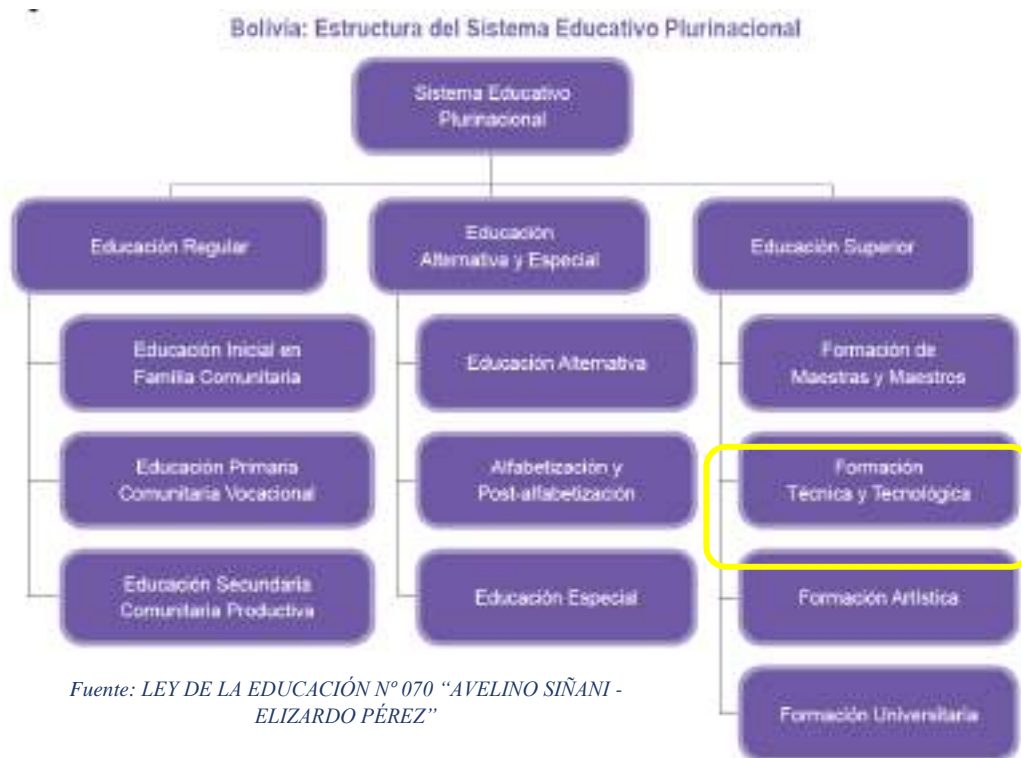 Bolivia: Estructura del Sistema Educativo Plurinacional
Sistema Educativo
Plurinacional
Educación Regular
Educación
Alternativa y Especial
Educación Superior
Educación Inicial en
Familia Comunitaria
Educación Alternativa
Formación de
Maestras y Maestros
Educación Primaria
Comunitaria Vocacional
Alfabetización y
Post-alfabetización
Formación
Técnica y Tecnológica
Educación Secundaria
Comunitaria Productiva
Educación Especial
Formación Artística
Formación Universitaria
Fuente: LEY DE LA EDUCACIÓN Nº 070 “AVELINO SIÑANI -
ELIZARDO PÉREZ”